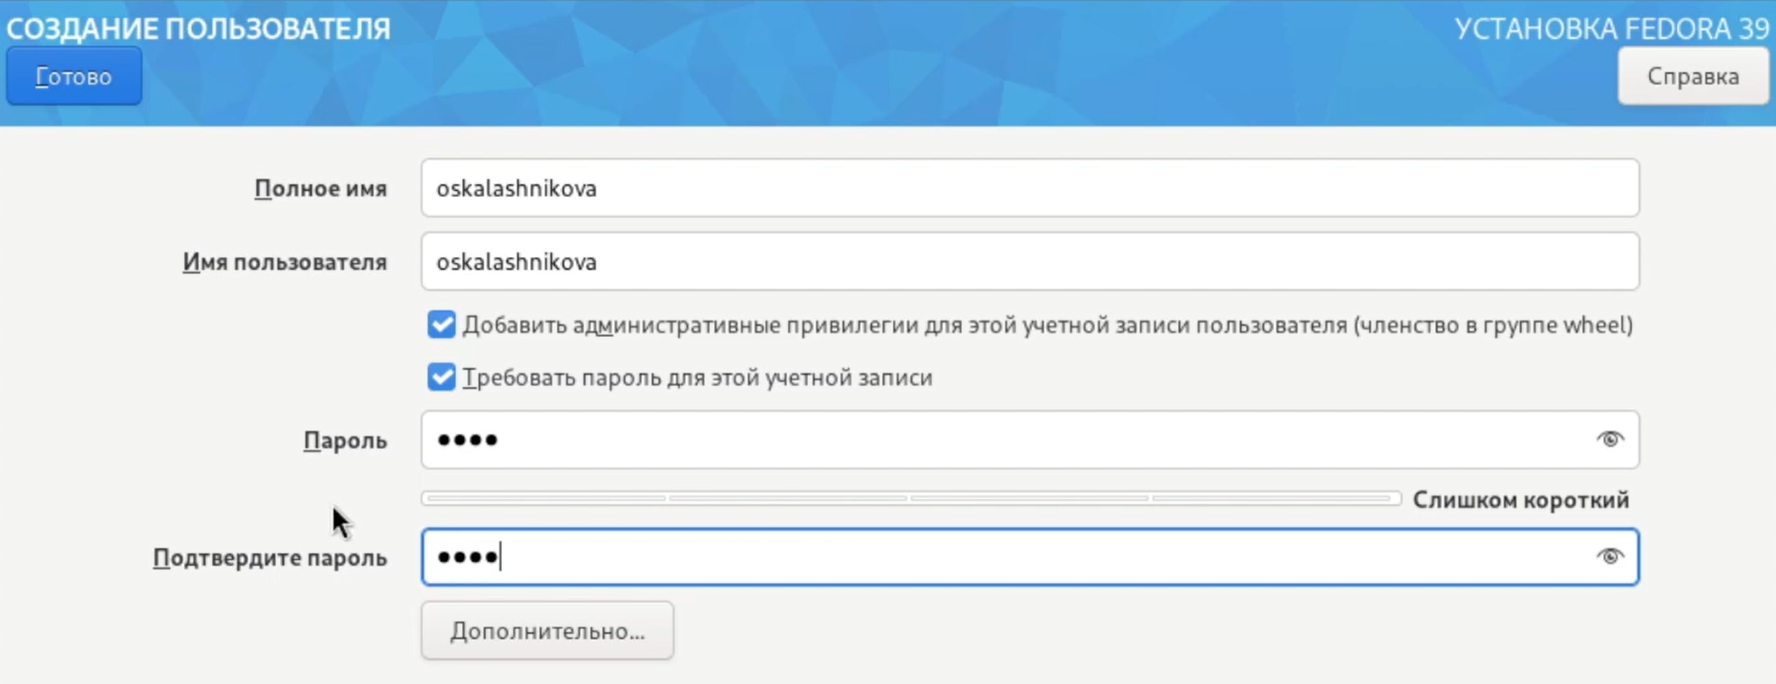 СОЗДАНИЕ ПОЛЬЗОВАТЕЛЯ
УСТАНОВКА FEDORA 39
Готово
Справка
Полное имя
oskalashnikova
Имя пользователя
oskalashnikova
Добавить административные привилегии для этой учетной записи пользователя (членство в группе wheel)
Требовать пароль для этой учетной записи
Пароль
••••
Слишком короткий
Подтвердите пароль
••••
Дополнительно...